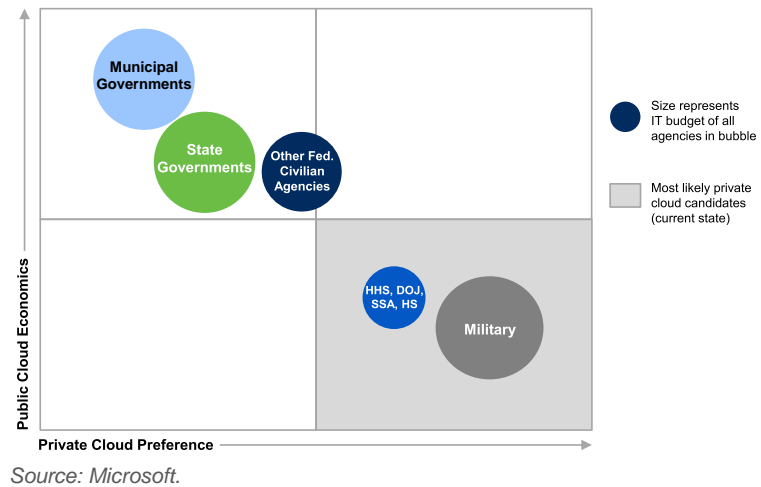 Municipal
Governments
State
Governments
Other Fed.
Civilian
Agencies
HHS, DOJ,
SSA, HS
Military
Size represents
IT budget of all
agencies in bubble
Most likely private
cloud candidates
(current state)
Public Cloud Economics
Private Cloud Preference
Source: Microsoft.